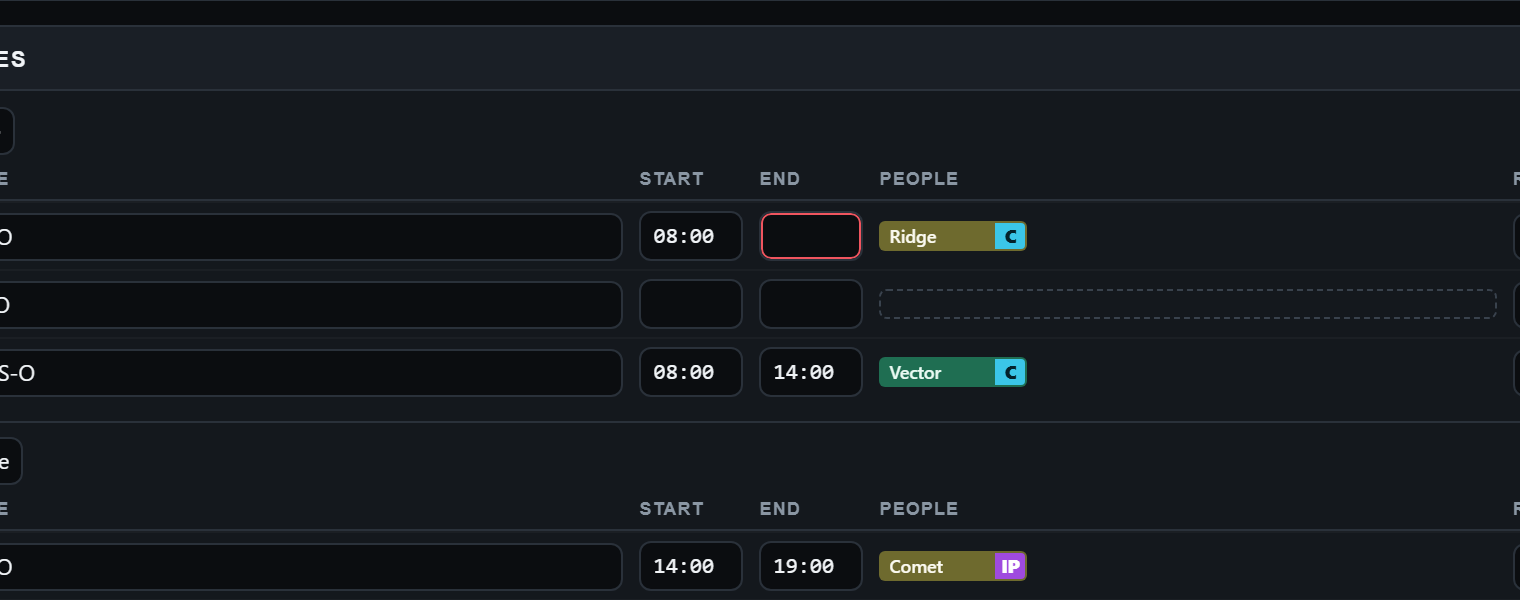 ES
E START END PEOPLE
O 08:00 Ridge C
O
S-O 08:00 14:00 Vector C
e
E START END PEOPLE
O 14:00 19:00 Comet IP